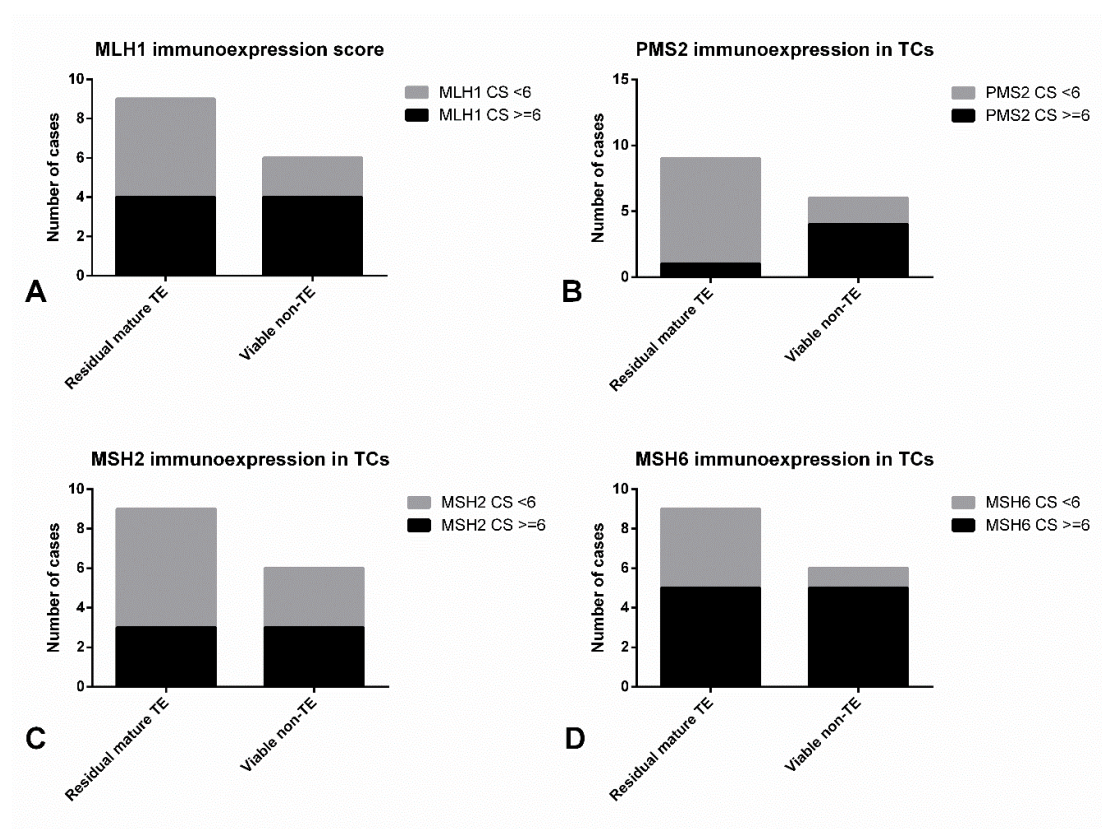 MLH1 immunoexpression score
10
8
6
4
2
0
Number of cases
MLH1 CS <6
MLH1 CS >=6
Residual mature TE
Viable non-TE
A
PMS2 immunoexpression in TCs
15
10
5
0
Number of cases
PMS2 CS <6
PMS2 CS >=6
Residual mature TE
Viable non-TE
B
MSH2 immunoexpression in TCs
10
8
6
4
2
0
Number of cases
MSH2 CS <6
MSH2 CS >=6
Residual mature TE
Viable non-TE
C
MSH6 immunoexpression in TCs
10
8
6
4
2
0
Number of cases
MSH6 CS <6
MSH6 CS >=6
Residual mature TE
Viable non-TE
D